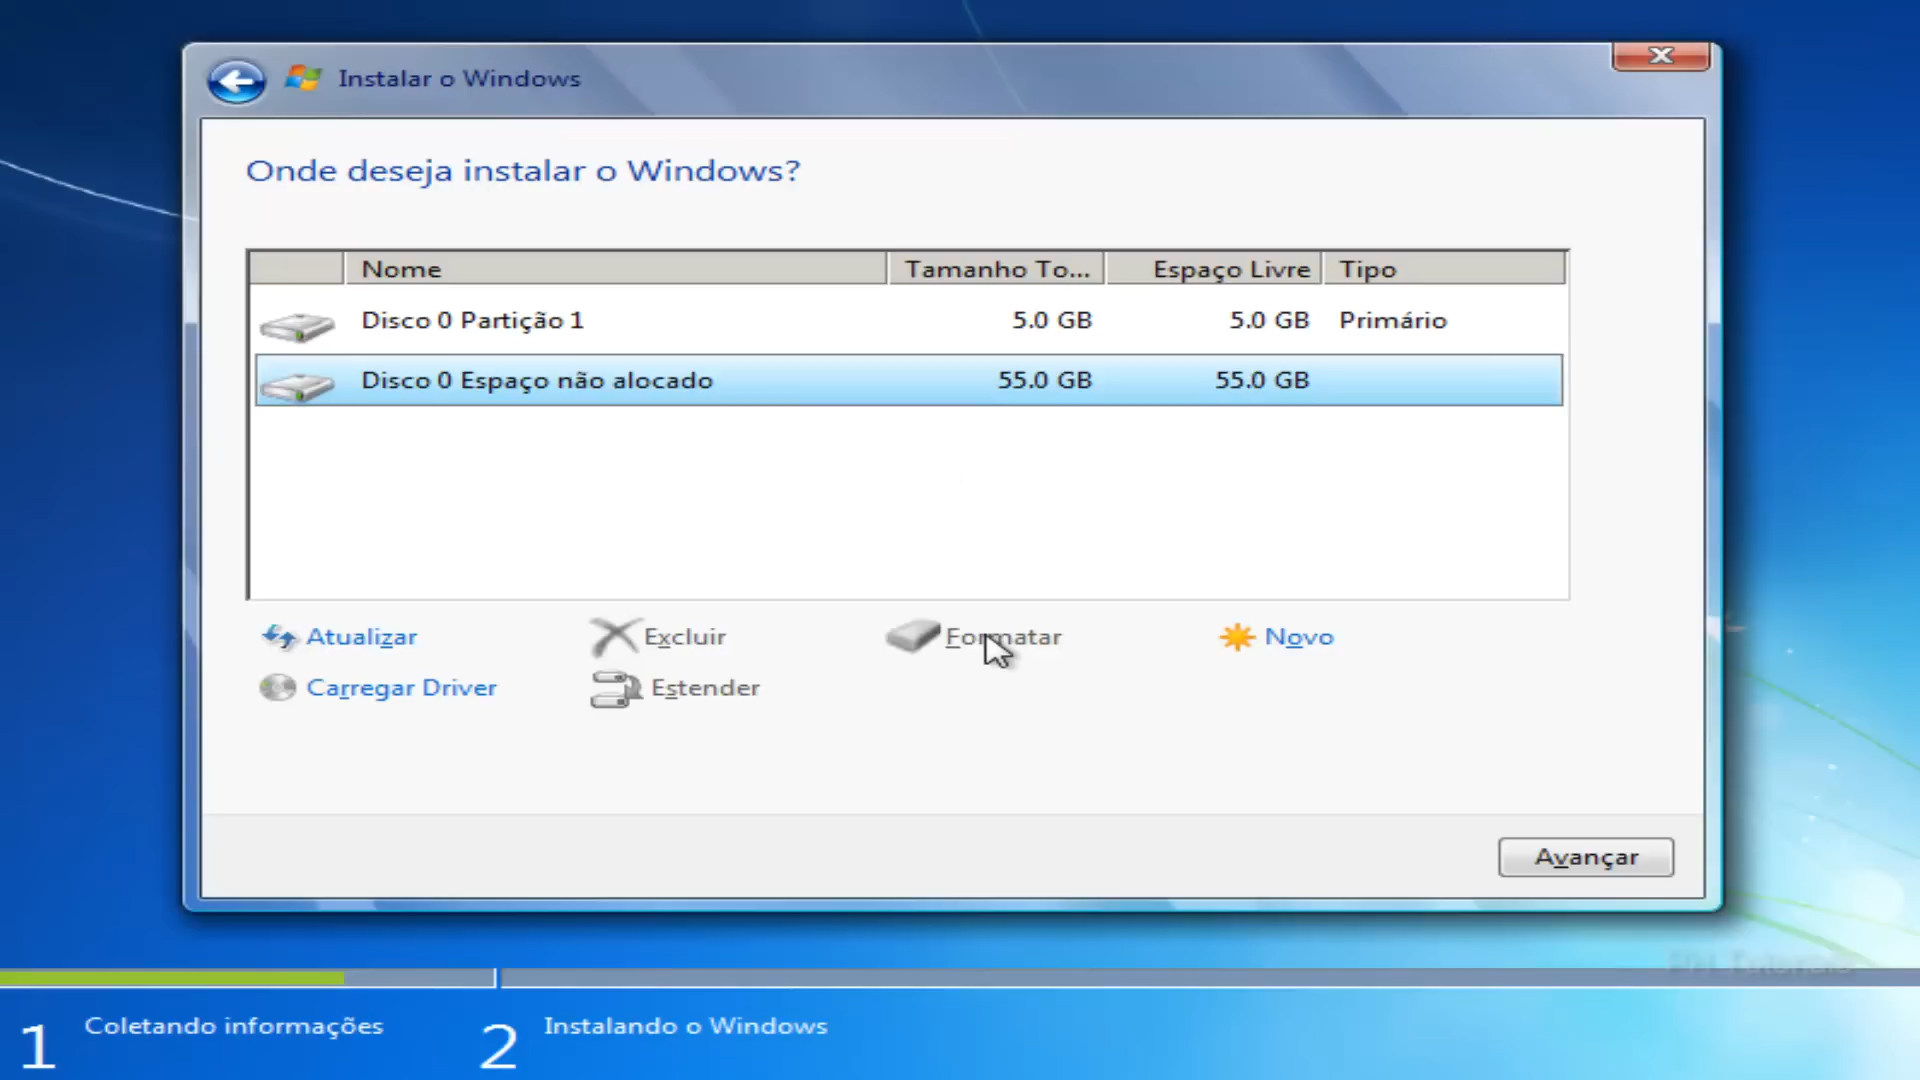 Instalar o Windows
Onde deseja instalar o Windows?
Nome Tamanho To... Espaço Livre Tipo
Disco 0 Partição 1 5.0 GB 5.0 GB Primário
Disco 0 Espaço não alocado 55.0 GB 55.0 GB
Atualizar Excluir Formatar Novo
Carregar Driver Estender
Avançar
1 Coletando informações 2 Instalando o Windows